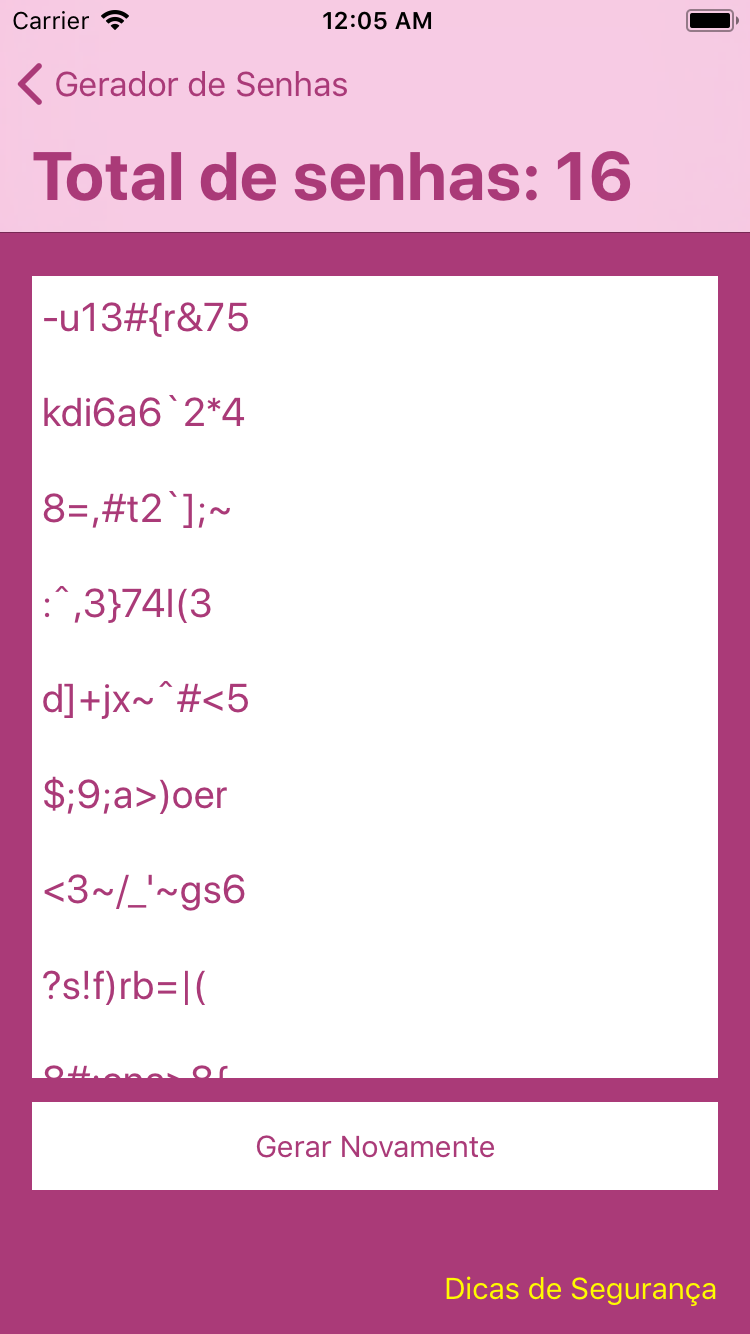 Carrier
12:05 AM
Gerador de Senhas
Total de senhas: 16
-u13#{r&75
kdi6a6`2*4
8=,#t2`];~
:^,3}74l(3
d]+jx~^#<5
$;9;a>)oer
<3~/_'~gs6
?s!f)rb=|(
Gerar Novamente
Dicas de Segurança